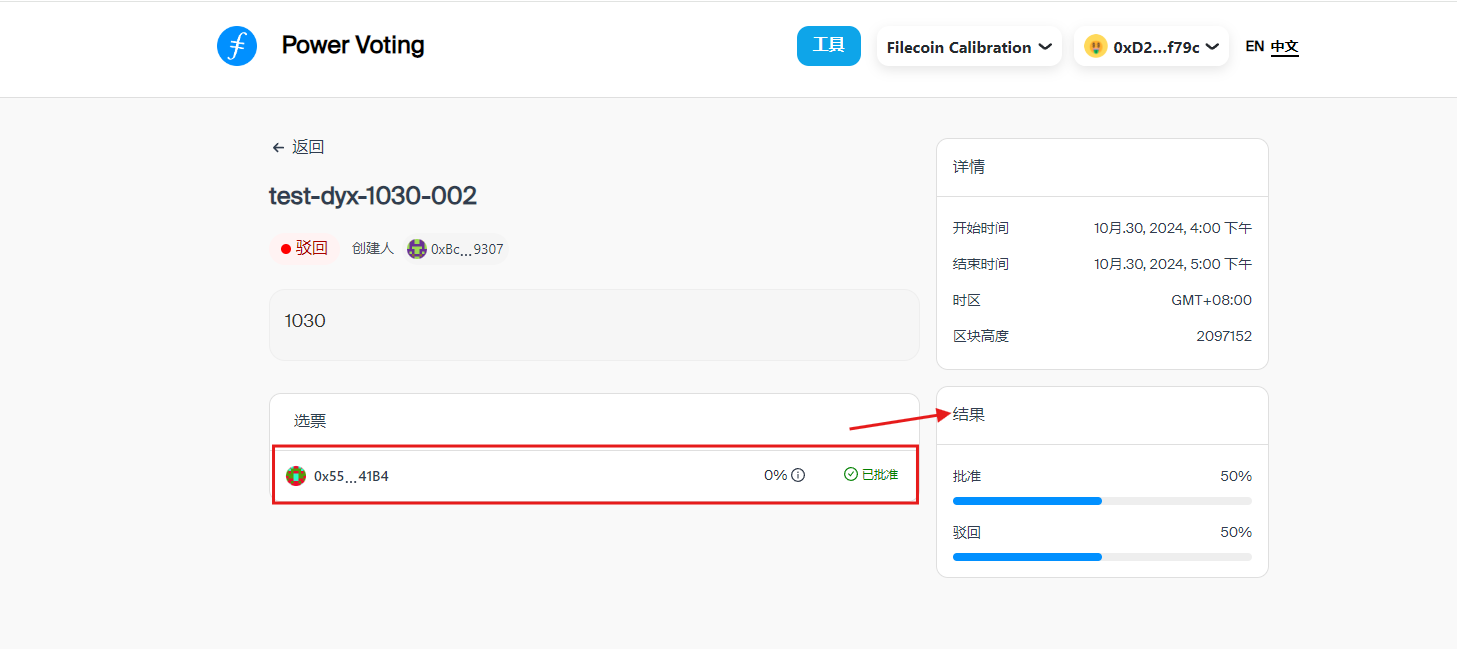 Power Voting
工具
Filecoin Calibration
0xD2...f79c
EN 中文
← 返回
test-dyx-1030-002
驳回 创建人 0xBc...9307
1030
选票
0x55...41B4 0% 已批准
详情
开始时间 10月.30, 2024, 4:00 下午
结束时间 10月.30, 2024, 5:00 下午
时区 GMT+08:00
区块高度 2097152
结果
批准 50%
驳回 50%